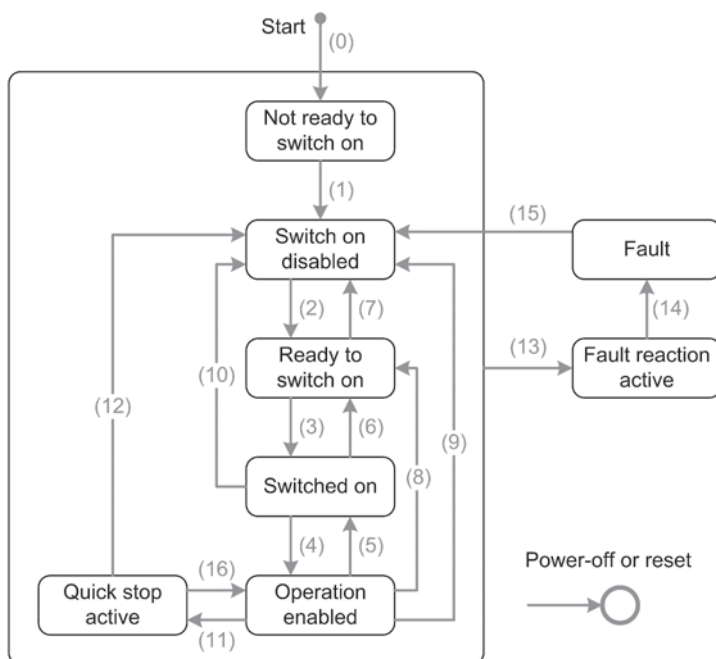 Start
(0)
Not ready to
switch on
(1)
(15)
Switch on
disabled
Fault
(2)
(7)
(14)
Ready to
switch on
(13)
Fault reaction
active
(10)
(12)
(3)
(6)
(9)
(8)
Switched on
(4)
(5)
Power-off or reset
(16)
Quick stop
active
Operation
enabled
(11)